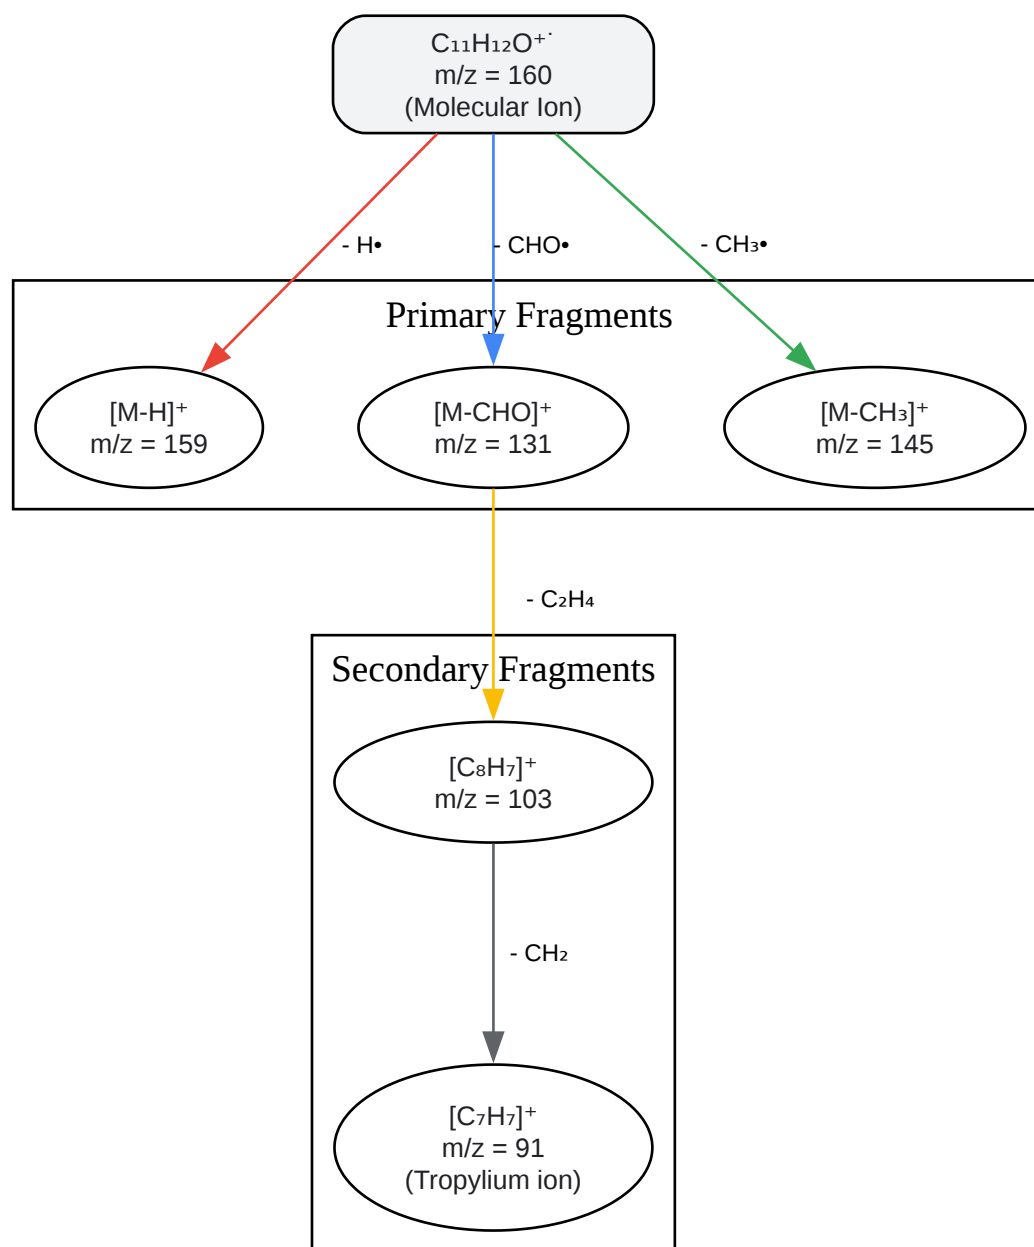 C₁₁H₁₂O⁺˙
m/z = 160
(Molecular Ion)
- H•
- CHO•
- CH₃•
Primary Fragments
[M-H]⁺
m/z = 159
[M-CHO]⁺
m/z = 131
[M-CH₃]⁺
m/z = 145
- C₂H₄
Secondary Fragments
[C₈H₇]⁺
m/z = 103
- CH₂
[C₇H₇]⁺
m/z = 91
(Tropylium ion)